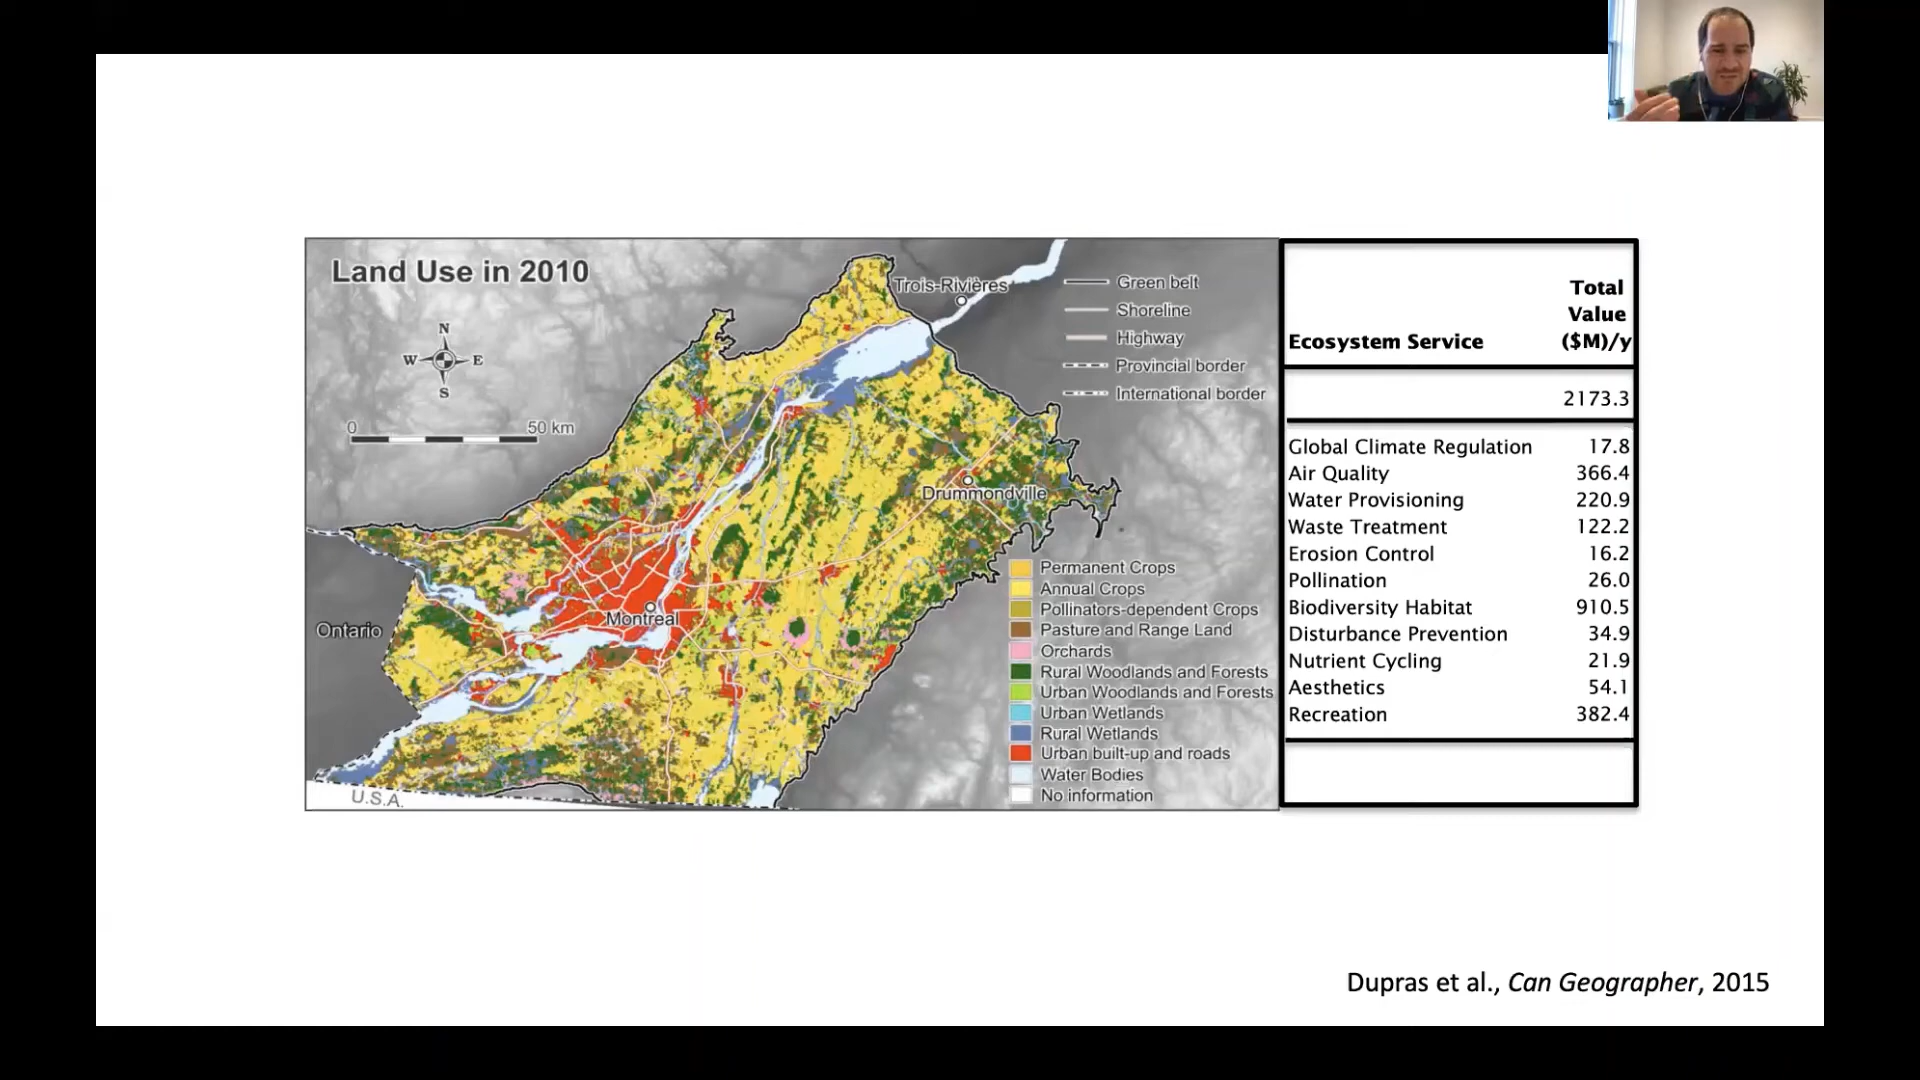 Land Use in 2010
N
W
E
S
0
50 km
Trois-Rivières
Drummondville
Montreal
Ontario
U.S.A.
Green belt
Shoreline
Highway
Provincial border
International border
Permanent Crops
Annual Crops
Pollinators-dependent Crops
Pasture and Range Land
Orchards
Rural Woodlands and Forests
Urban Woodlands and Forests
Urban Wetlands
Rural Wetlands
Urban built-up and roads
Water Bodies
No information
Total
Value
Ecosystem Service ($M)/y
2173.3
Global Climate Regulation 17.8
Air Quality 366.4
Water Provisioning 220.9
Waste Treatment 122.2
Erosion Control 16.2
Pollination 26.0
Biodiversity Habitat 910.5
Disturbance Prevention 34.9
Nutrient Cycling 21.9
Aesthetics 54.1
Recreation 382.4
Dupras et al., Can Geographer, 2015